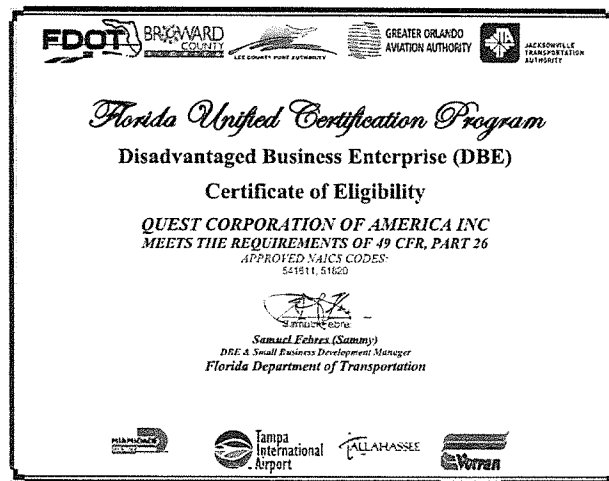 FDOT
BROWARD
COUNTY
LEE COUNTY PORT AUTHORITY
GREATER ORLANDO
AVIATION AUTHORITY
JTA
JACKSONVILLE
TRANSPORTATION
AUTHORITY
Florida Unified Certification Program
Disadvantaged Business Enterprise (DBE)
Certificate of Eligibility
QUEST CORPORATION OF AMERICA INC
MEETS THE REQUIREMENTS OF 49 CFR, PART 26
APPROVED NAICS CODES:
541611, 51820
Samuel Febres (Sammy)
DBE & Small Business Development Manager
Florida Department of Transportation
MIAMIDADE
Tampa
International
Airport
TALLAHASSEE
Votran